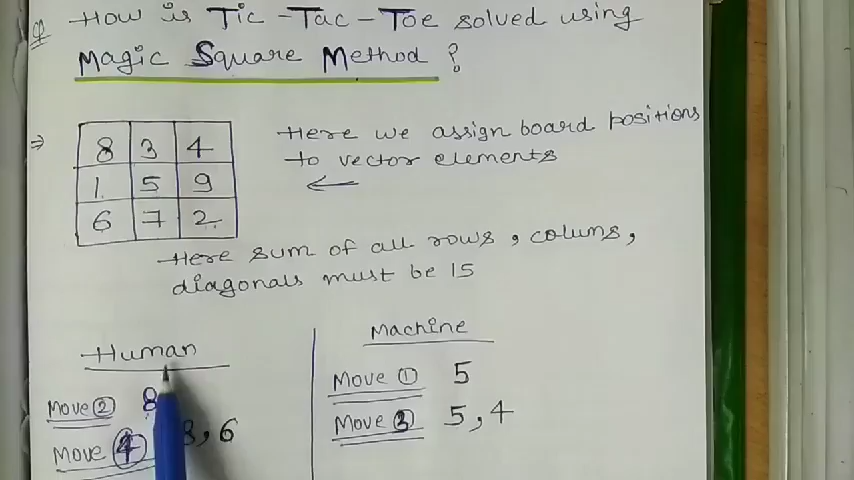 Q How is Tic-Tac-Toe solved using
Magic Square Method ?
⇒
8 3 4
1 5 9
6 7 2
Here we assign board positions
to vector elements
←
Here sum of all rows, colums,
diagonals must be 15
Human
Move ② 8
Move ④ 8, 6
Machine
Move ① 5
Move ③ 5, 4